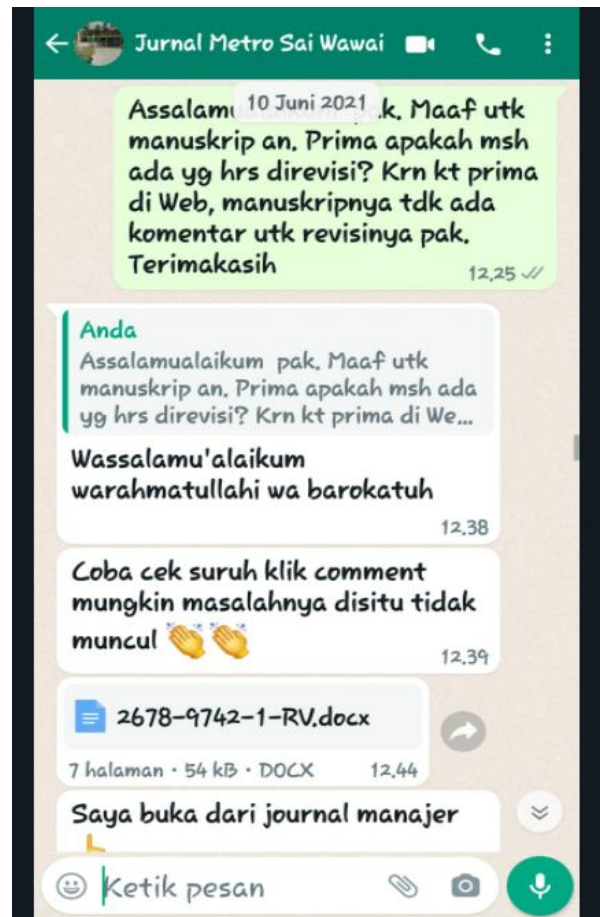 Jurnal Metro Sai Wawai
10 Juni 2021
Assalam k. Maaf utk
manuskrip an. Prima apakah msh
ada yg hrs direvisi? Krn kt prima
di Web, manuskripnya tdk ada
komentar utk revisinya pak.
Terimakasih
12.25
Anda
Assalamualaikum pak. Maaf utk
manuskrip an. Prima apakah msh ada
yg hrs direvisi? Krn kt prima di We...
Wassalamu'alaikum
warahmatullahi wa barokatuh
12.38
Coba cek suruh klik comment
mungkin masalahnya disitu tidak
muncul 👏👏
12.39
2678-9742-1-RV.docx
7 halaman • 54 kB • DOCX 12.44
Saya buka dari journal manajer
Ketik pesan